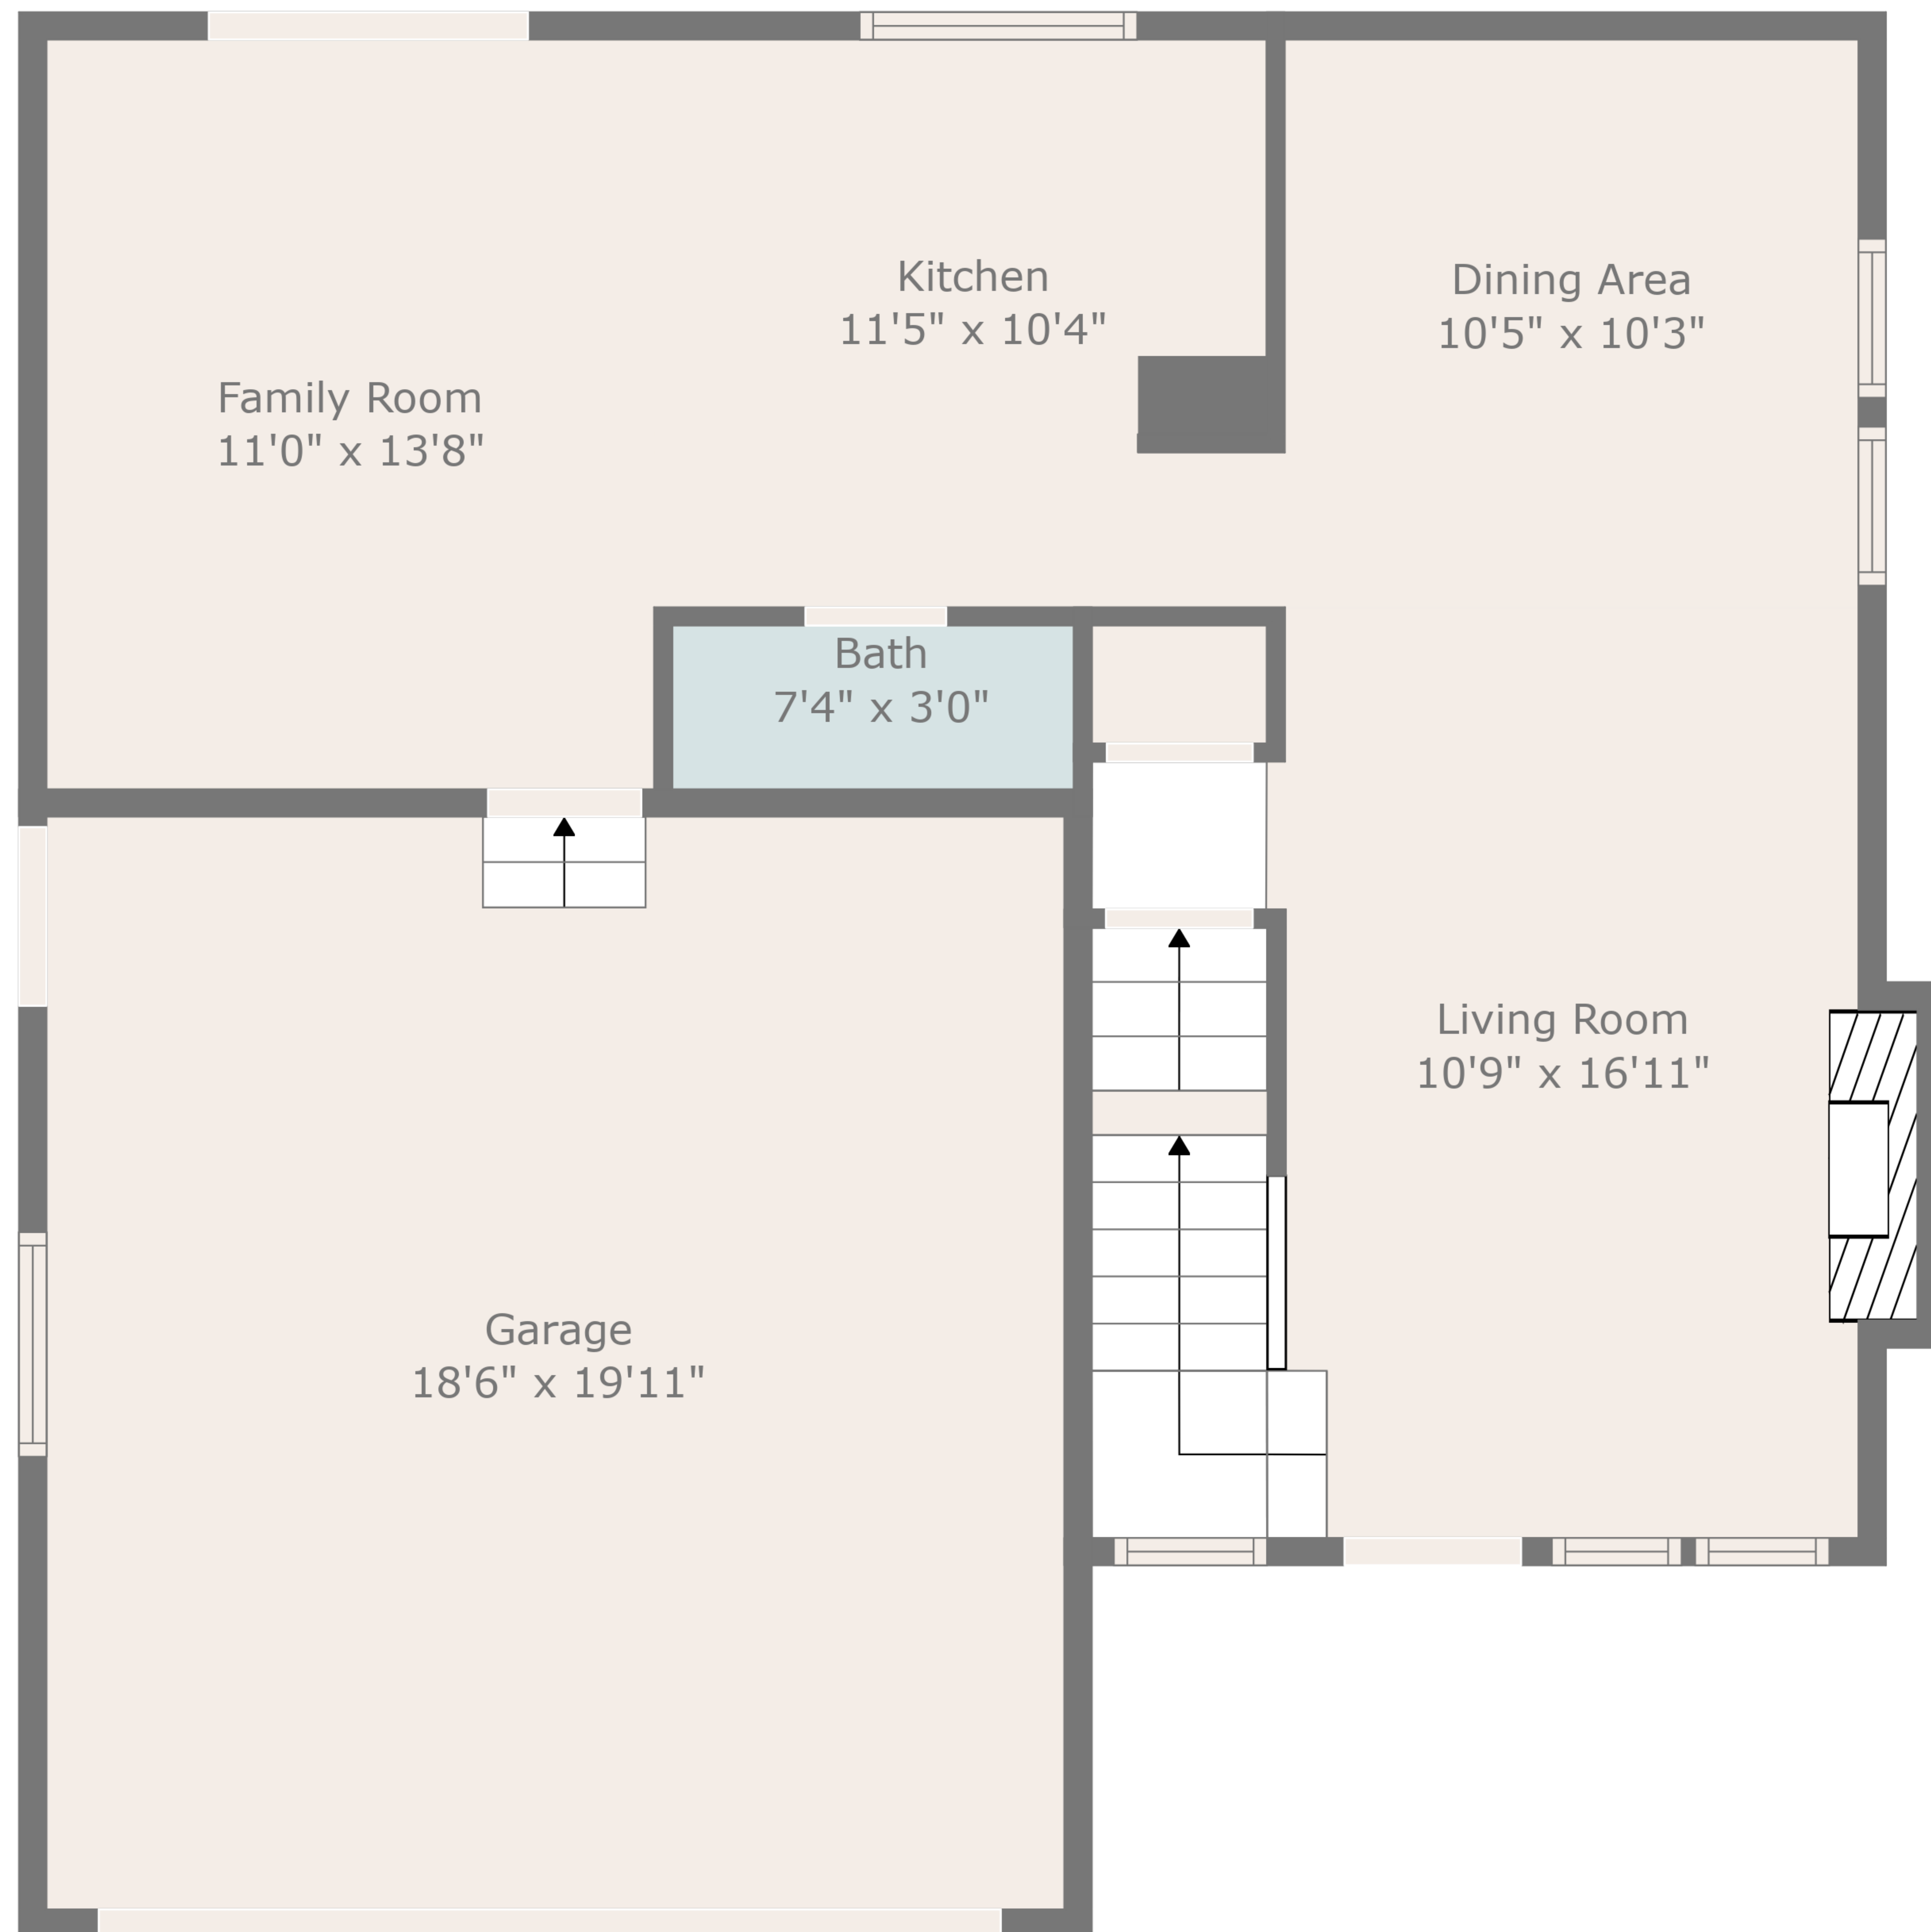 Kitchen
11'5" x 10'4"
Dining Area
10'5" x 10'3"
Family Room
11'0" x 13'8"
Bath
7'4" x 3'0"
Living Room
10'9" x 16'11"
Garage
18'6" x 19'11"